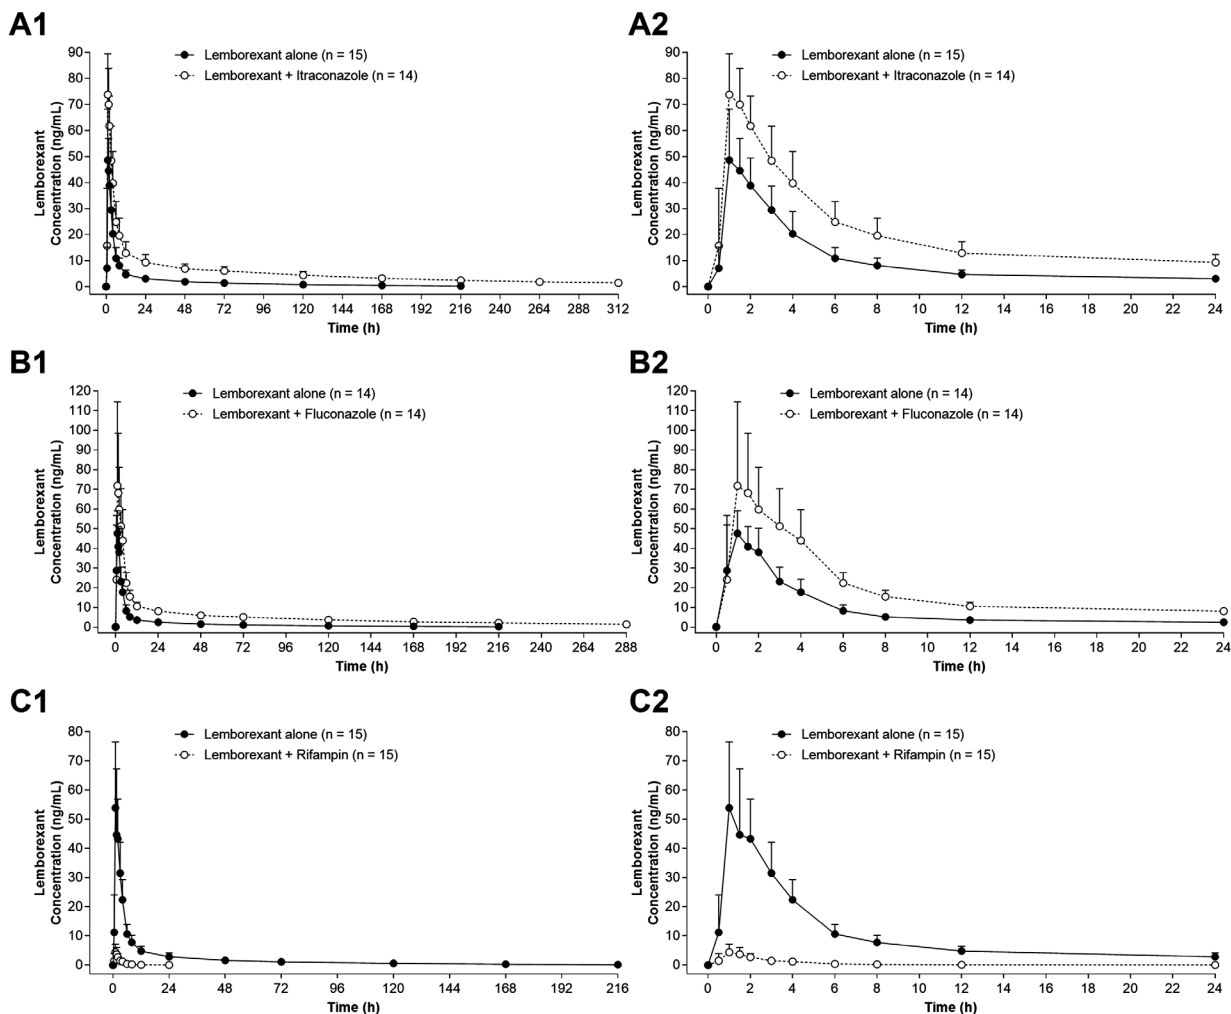 A1
Lemborexant alone (n = 15)
Lemborexant + Itraconazole (n = 14)
Lemborexant
Concentration (ng/mL)
90
80
70
60
50
40
30
20
10
0
0 24 48 72 96 120 144 168 192 216 240 264 288 312
Time (h)
A2
Lemborexant alone (n = 15)
Lemborexant + Itraconazole (n = 14)
Lemborexant
Concentration (ng/mL)
90
80
70
60
50
40
30
20
10
0
0 2 4 6 8 10 12 14 16 18 20 22 24
Time (h)
B1
Lemborexant alone (n = 14)
Lemborexant + Fluconazole (n = 14)
Lemborexant
Concentration (ng/mL)
120
110
100
90
80
70
60
50
40
30
20
10
0
0 24 48 72 96 120 144 168 192 216 240 264 288
Time (h)
B2
Lemborexant alone (n = 14)
Lemborexant + Fluconazole (n = 14)
Lemborexant
Concentration (ng/mL)
120
110
100
90
80
70
60
50
40
30
20
10
0
0 2 4 6 8 10 12 14 16 18 20 22 24
Time (h)
C1
Lemborexant alone (n = 15)
Lemborexant + Rifampin (n = 15)
Lemborexant
Concentration (ng/mL)
80
70
60
50
40
30
20
10
0
0 24 48 72 96 120 144 168 192 216
Time (h)
C2
Lemborexant alone (n = 15)
Lemborexant + Rifampin (n = 15)
Lemborexant
Concentration (ng/mL)
80
70
60
50
40
30
20
10
0
0 2 4 6 8 10 12 14 16 18 20 22 24
Time (h)